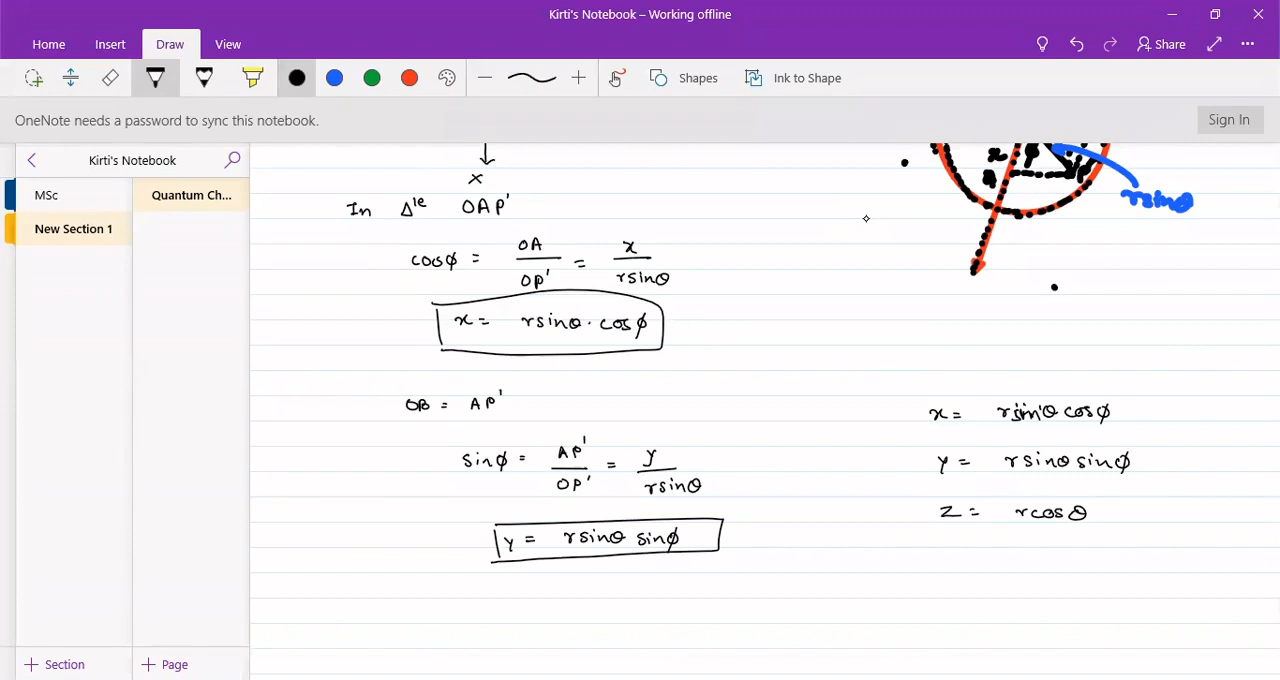 Kirti's Notebook – Working offline
Home Insert Draw View
Share
Shapes Ink to Shape
OneNote needs a password to sync this notebook. Sign In
Kirti's Notebook
MSc
New Section 1
Quantum Ch...
x
In Δle OAP'
cosφ = OA/OP' = x/rsinθ
x = rsinθ·cosφ
OB = AP'
sinφ = AP'/OP' = y/rsinθ
y = rsinθ sinφ
x
rsinθ
x = rsinθ cosφ
y = rsinθ sinφ
z = rcosθ
Section Page